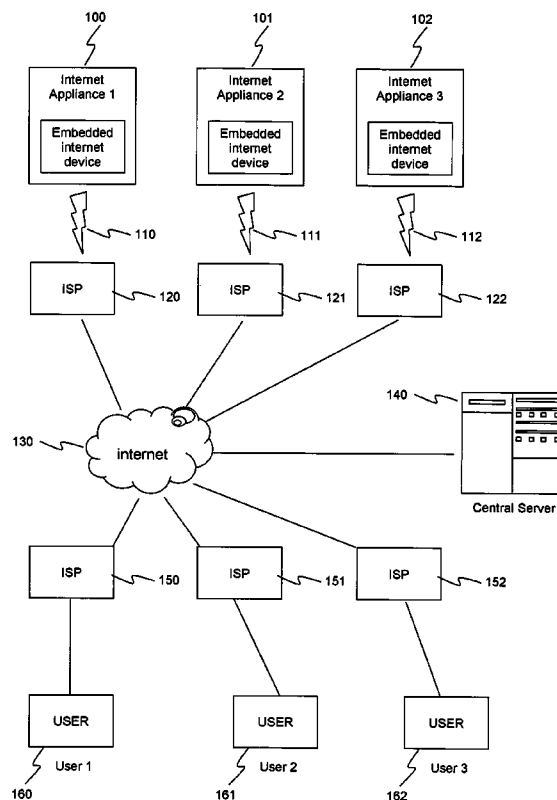 100 101 102
Internet Appliance 1 Internet Appliance 2 Internet Appliance 3
Embedded internet device Embedded internet device Embedded internet device
110 111 112
ISP 120 ISP 121 ISP 122
140
130 internet
Central Server
ISP 150 ISP 151 ISP 152
USER USER USER
160 User 1 161 User 2 162 User 3